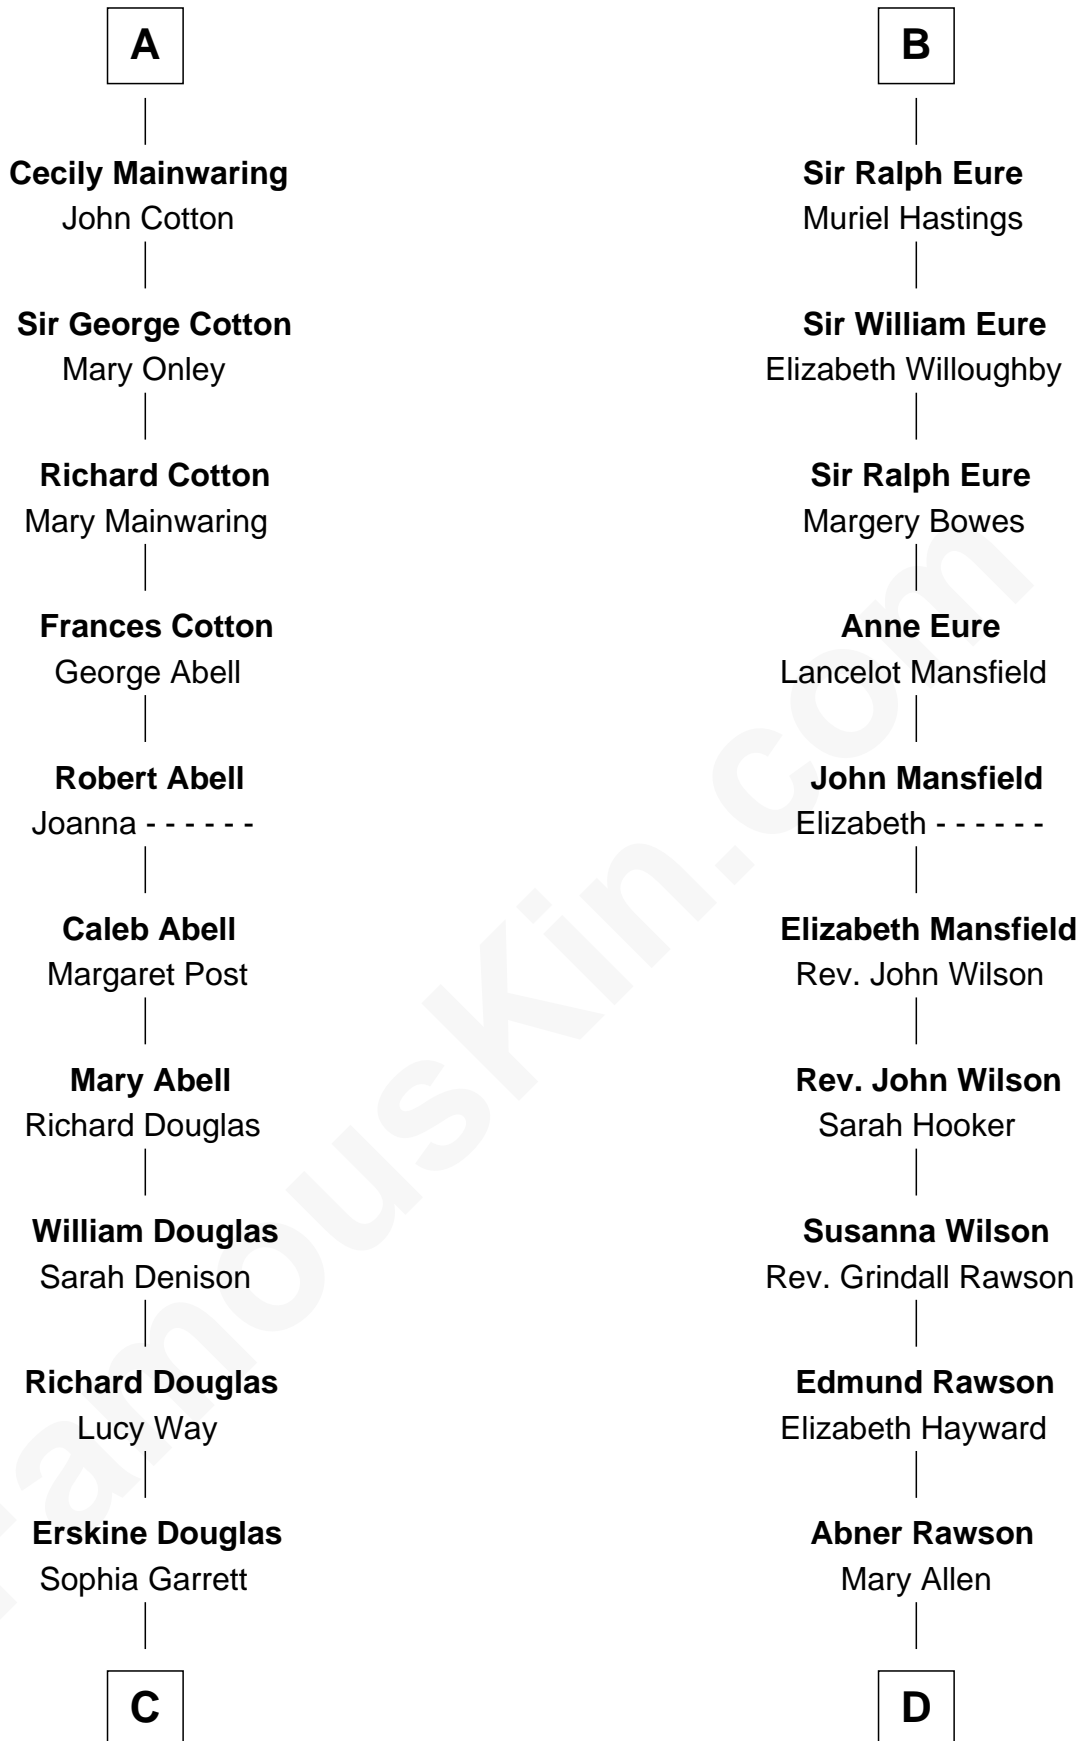 A
Cecily Mainwaring
John Cotton
Sir George Cotton
Mary Onley
Richard Cotton
Mary Mainwaring
Frances Cotton
George Abell
Robert Abell
Joanna - - - - - -
Caleb Abell
Margaret Post
Mary Abell
Richard Douglas
William Douglas
Sarah Denison
Richard Douglas
Lucy Way
Erskine Douglas
Sophia Garrett
C
B
Sir Ralph Eure
Muriel Hastings
Sir William Eure
Elizabeth Willoughby
Sir Ralph Eure
Margery Bowes
Anne Eure
Lancelot Mansfield
John Mansfield
Elizabeth - - - - - -
Elizabeth Mansfield
Rev. John Wilson
Rev. John Wilson
Sarah Hooker
Susanna Wilson
Rev. Grindall Rawson
Edmund Rawson
Elizabeth Hayward
Abner Rawson
Mary Allen
D
FamousKin.com